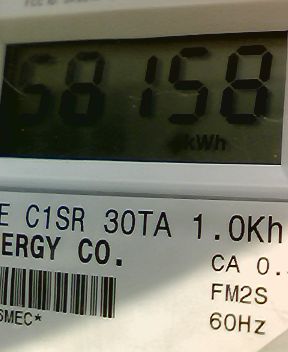 58158
kWh
E C1SR 30TA 1.0Kh
ERGY CO.
CA 0.
FM2S
SMEC*
60Hz